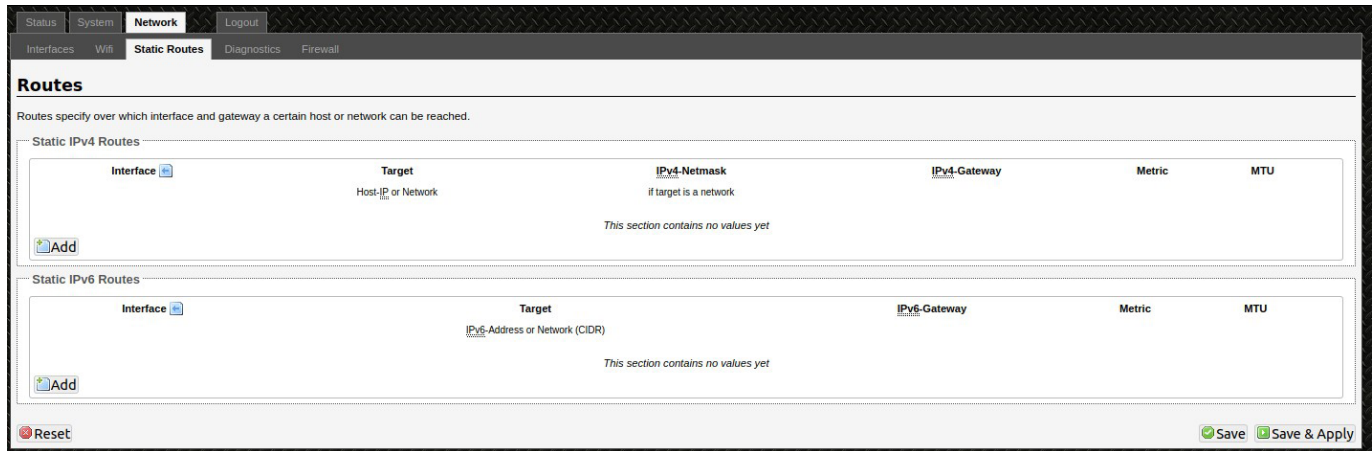 Status System Network Logout
Interfaces Wifi Static Routes Diagnostics Firewall
Routes
Routes specify over which interface and gateway a certain host or network can be reached.
Static IPv4 Routes
Interface Target IPv4-Netmask IPv4-Gateway Metric MTU
Host-IP or Network if target is a network
This section contains no values yet
Add
Static IPv6 Routes
Interface Target IPv6-Gateway Metric MTU
IPv6-Address or Network (CIDR)
This section contains no values yet
Add
Reset Save Save & Apply